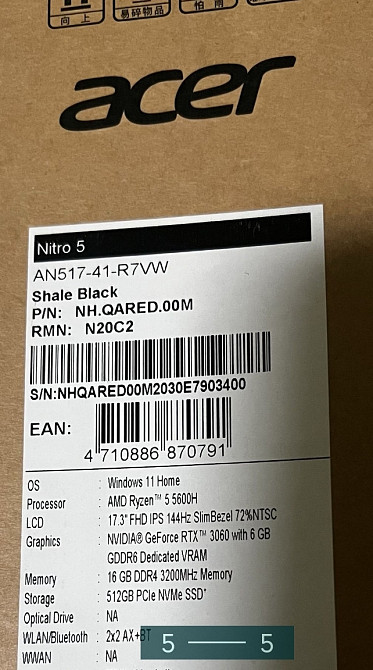 向上
易碎物品
怕雨
acer
Nitro 5
AN517-41-R7VW
Shale Black
P/N: NH.QARED.00M
RMN: N20C2
S/N:NHQARED00M2030E7903400
EAN:
4 710886 870791
OS : Windows 11 Home
Processor : AMD Ryzen™ 5 5600H
LCD : 17.3" FHD IPS 144Hz SlimBezel 72%NTSC
Graphics : NVIDIA® GeForce RTX™ 3060 with 6 GB
GDDR6 Dedicated VRAM
Memory : 16 GB DDR4 3200MHz Memory
Storage : 512GB PCIe NVMe SSD*
Optical Drive : NA
WLAN/Bluetooth : 2x2 AX+BT
WWAN : NA
5 — 5